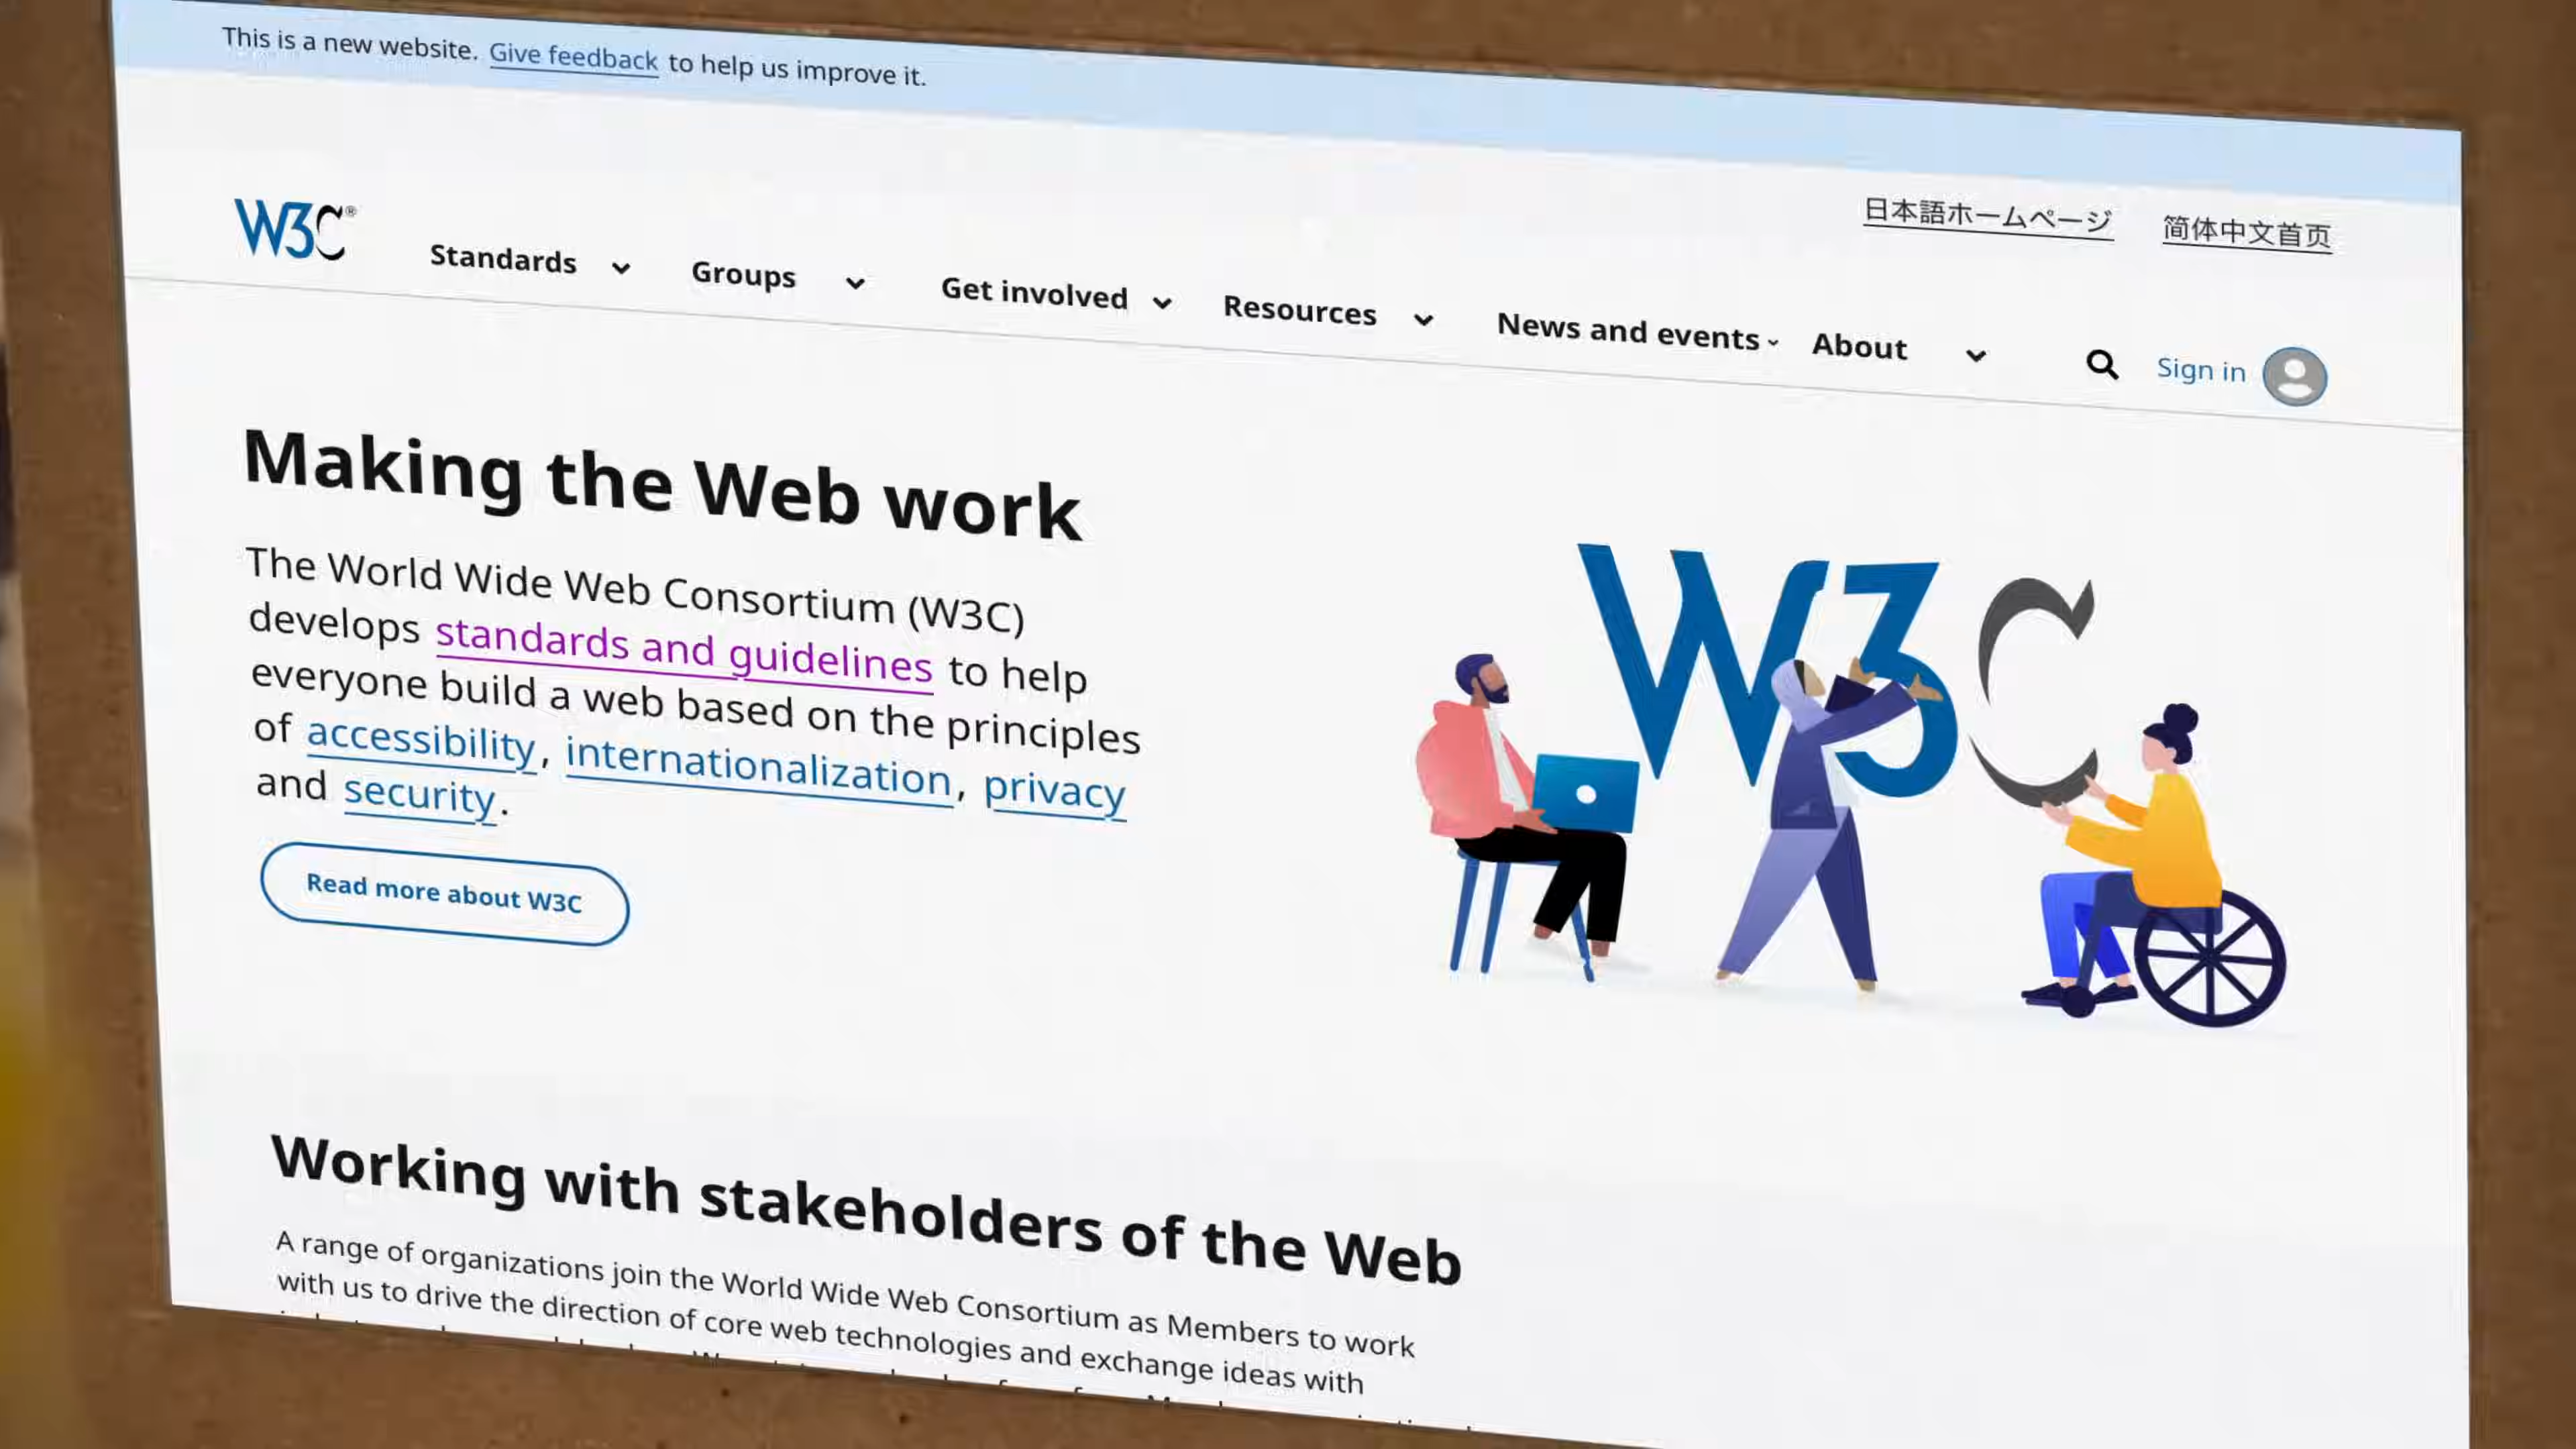 This is a new website. Give feedback to help us improve it.
日本語ホームページ 简体中文首页
W3C®
Standards Groups Get involved Resources News and events About Sign in
Making the Web work
The World Wide Web Consortium (W3C)
develops standards and guidelines to help
everyone build a web based on the principles
of accessibility, internationalization, privacy
and security.
Read more about W3C
W3C
Working with stakeholders of the Web
A range of organizations join the World Wide Web Consortium as Members to work
with us to drive the direction of core web technologies and exchange ideas with